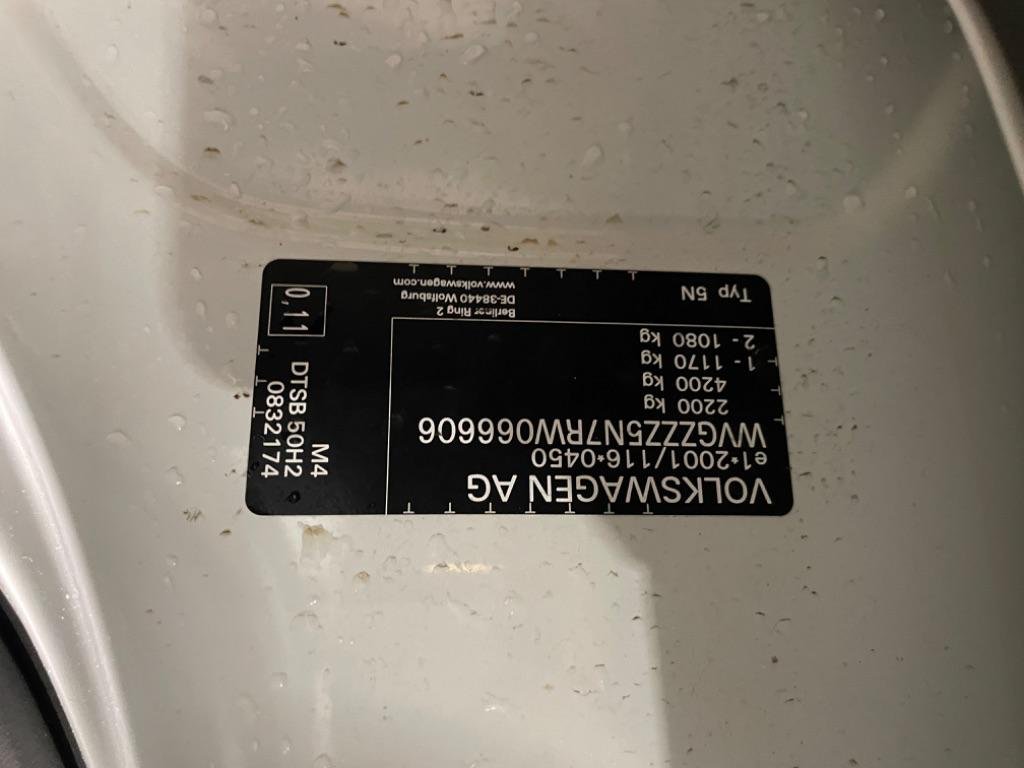 VOLKSWAGEN AG
e1*2001/116*0450
WVGZZZ5N7RW066606
2200 kg
4200 kg
1 - 1170 kg
2 - 1080 kg
Typ 5N
Berliner Ring 2
DE-38440 Wolfsburg
www.volkswagen.com
M4
DTSB 50H2
0832174
0,11